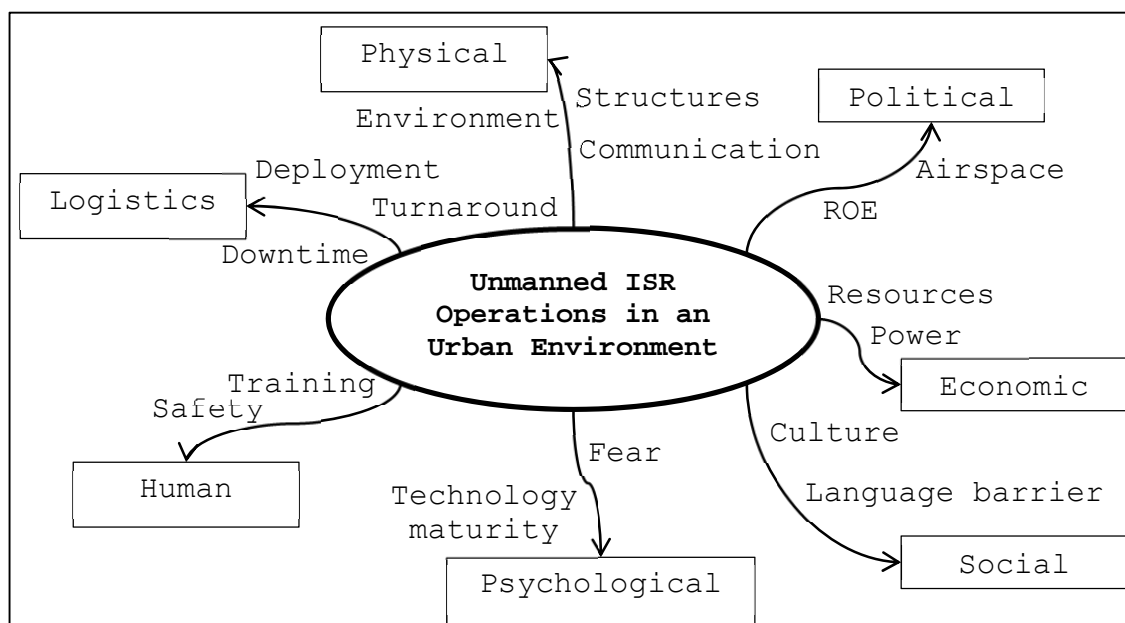 Physical
Structures
Environment
Communication
Political
Airspace
ROE
Deployment
Logistics
Turnaround
Downtime
Unmanned ISR
Operations in an
Urban Environment
Resources
Power
Economic
Training
Safety
Human
Fear
Technology
maturity
Psychological
Culture
Language barrier
Social